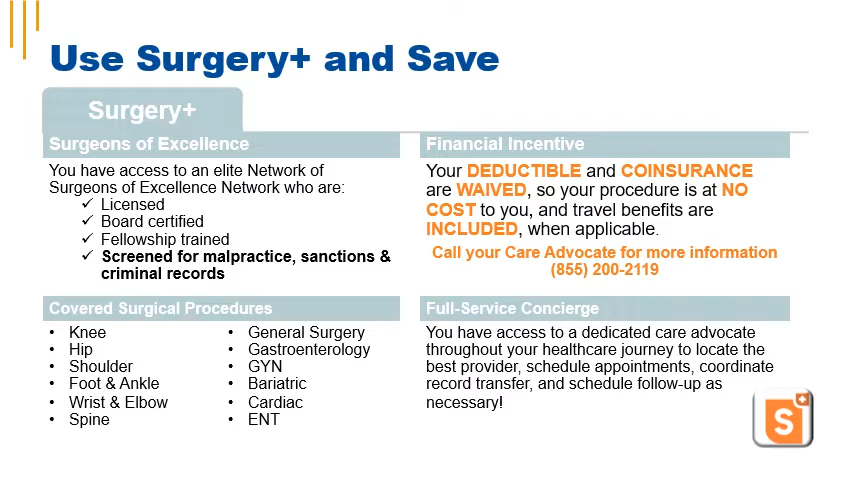 Use Surgery+ and Save
Surgery+
Surgeons of Excellence
You have access to an elite Network of
Surgeons of Excellence Network who are:
✓ Licensed
✓ Board certified
✓ Fellowship trained
✓ Screened for malpractice, sanctions &
criminal records
Financial Incentive
Your DEDUCTIBLE and COINSURANCE
are WAIVED, so your procedure is at NO
COST to you, and travel benefits are
INCLUDED, when applicable.
Call your Care Advocate for more information
(855) 200-2119
Covered Surgical Procedures
• Knee
• Hip
• Shoulder
• Foot & Ankle
• Wrist & Elbow
• Spine
• General Surgery
• Gastroenterology
• GYN
• Bariatric
• Cardiac
• ENT
Full-Service Concierge
You have access to a dedicated care advocate
throughout your healthcare journey to locate the
best provider, schedule appointments, coordinate
record transfer, and schedule follow-up as
necessary!
S+